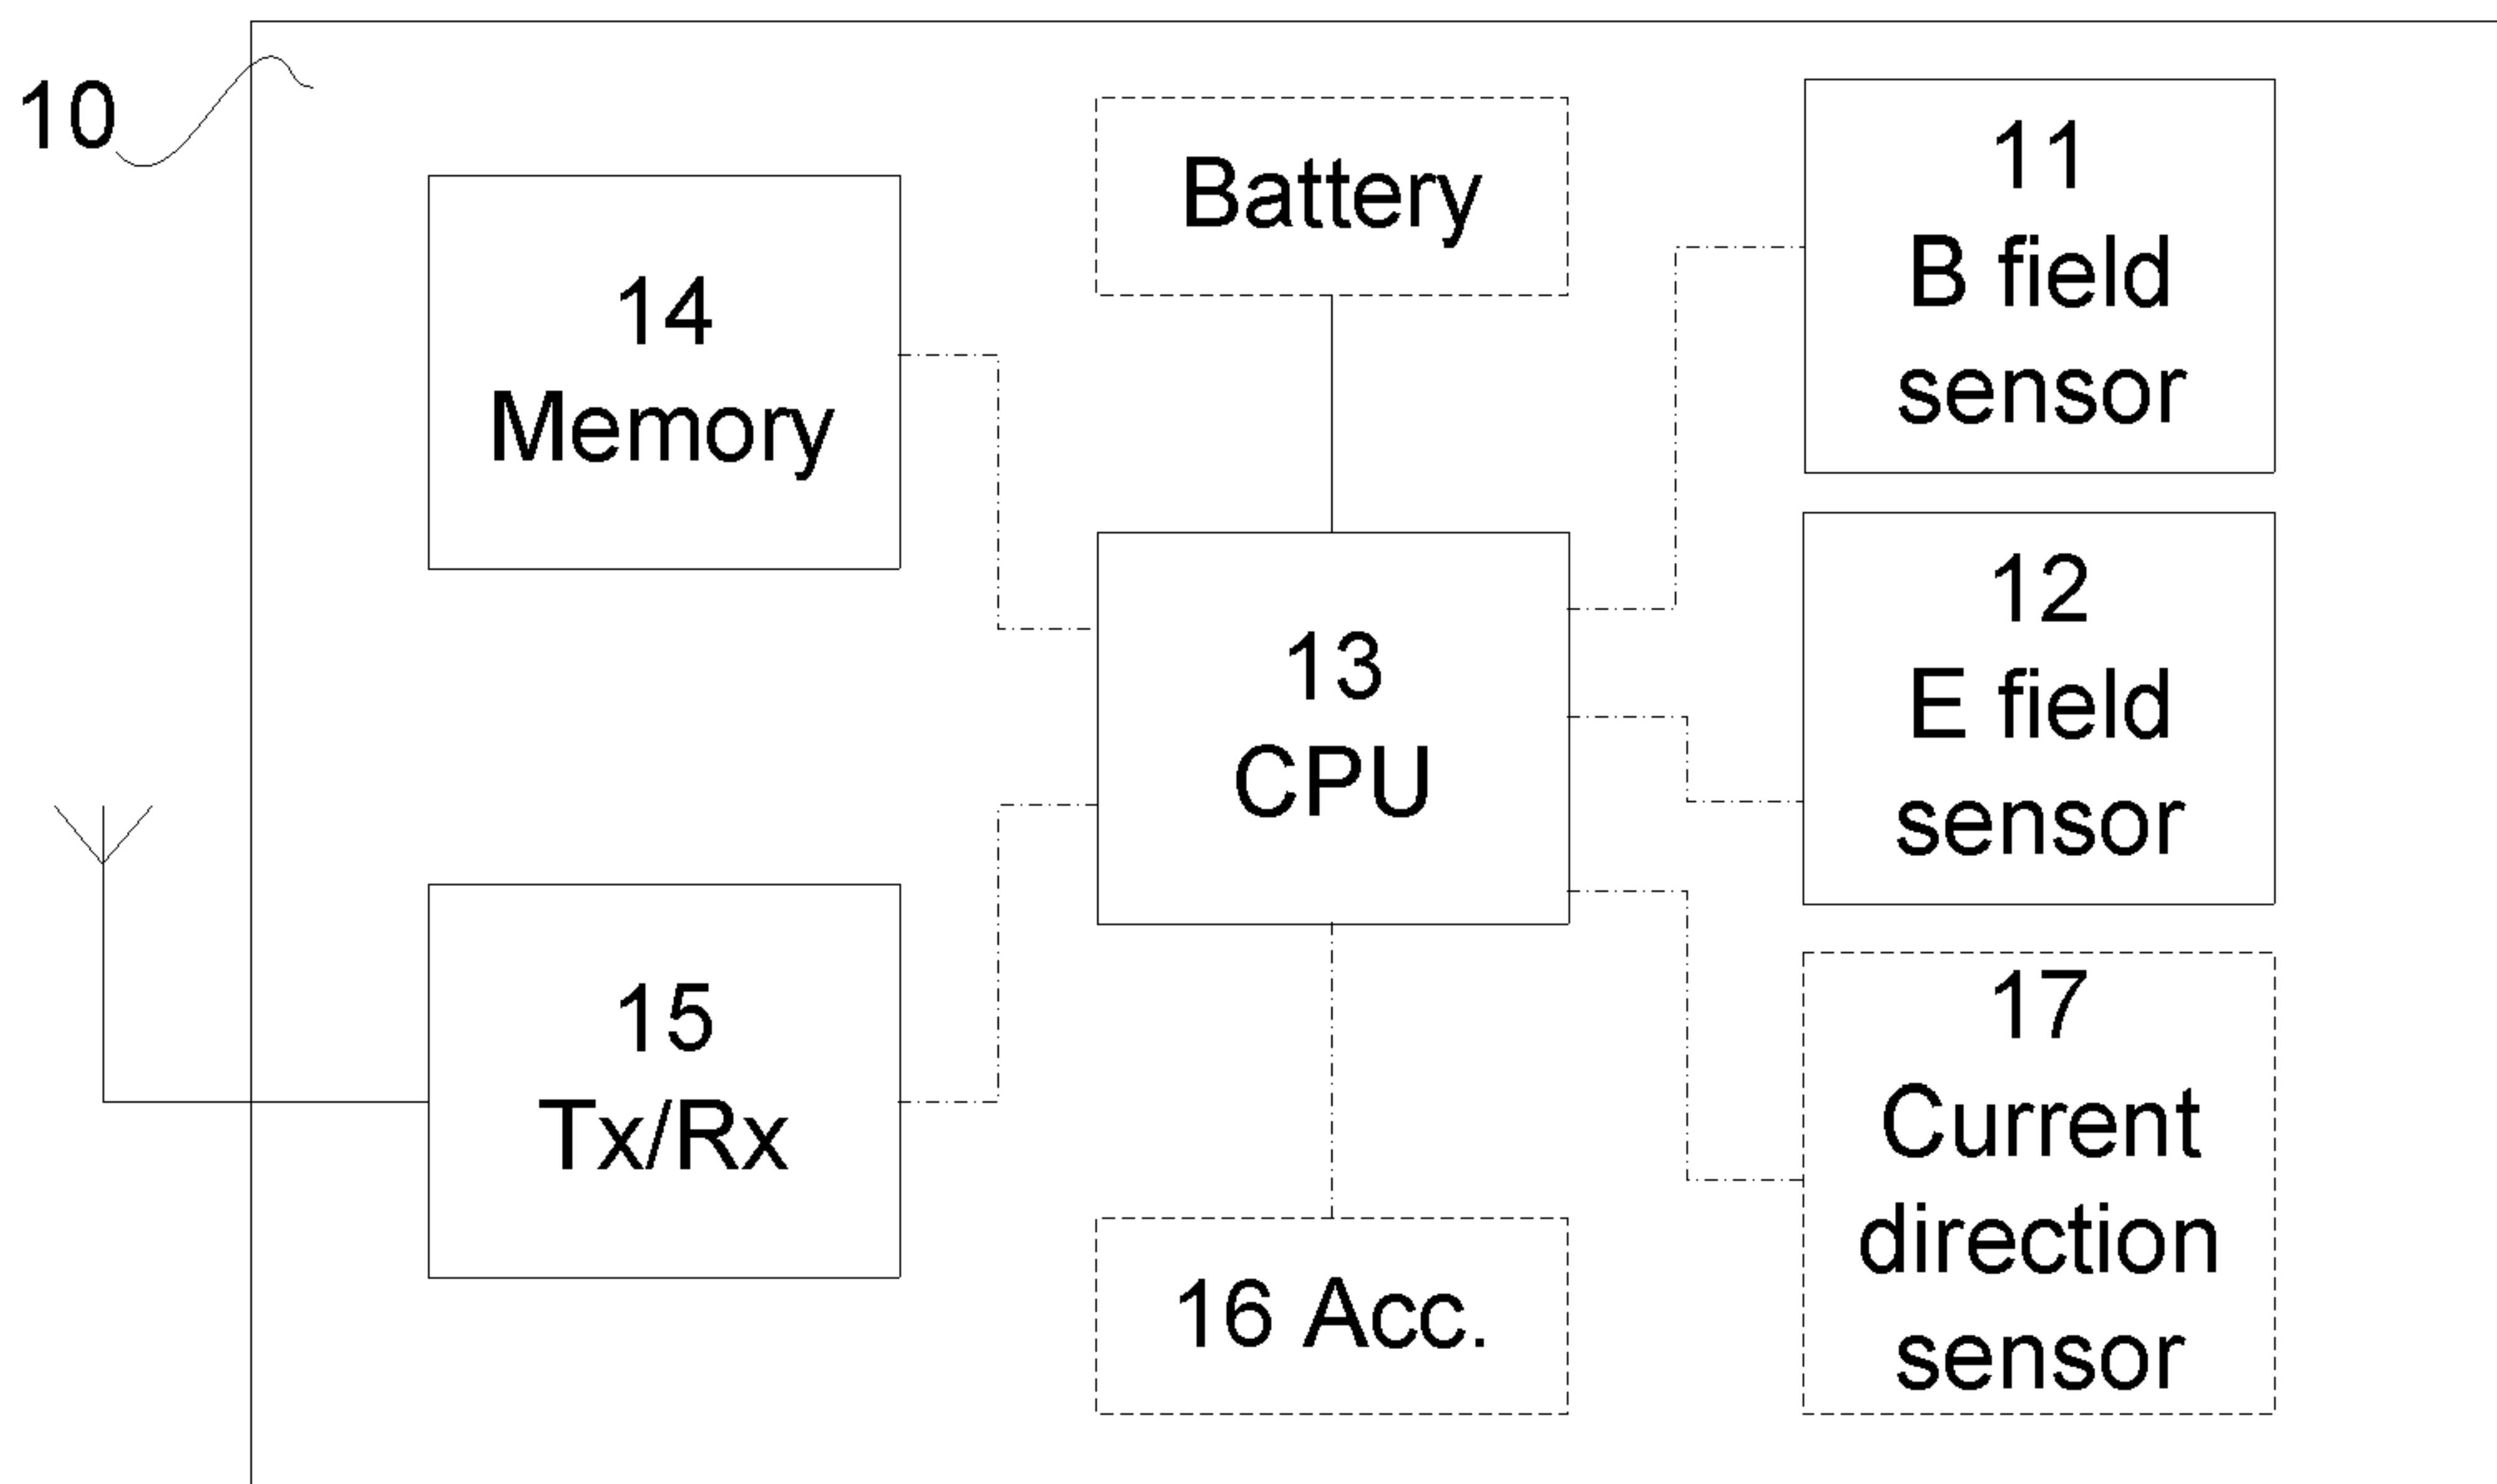 10
14
Memory
Battery
11
B field
sensor
13
CPU
12
E field
sensor
15
Tx/Rx
16 Acc.
17
Current
direction
sensor